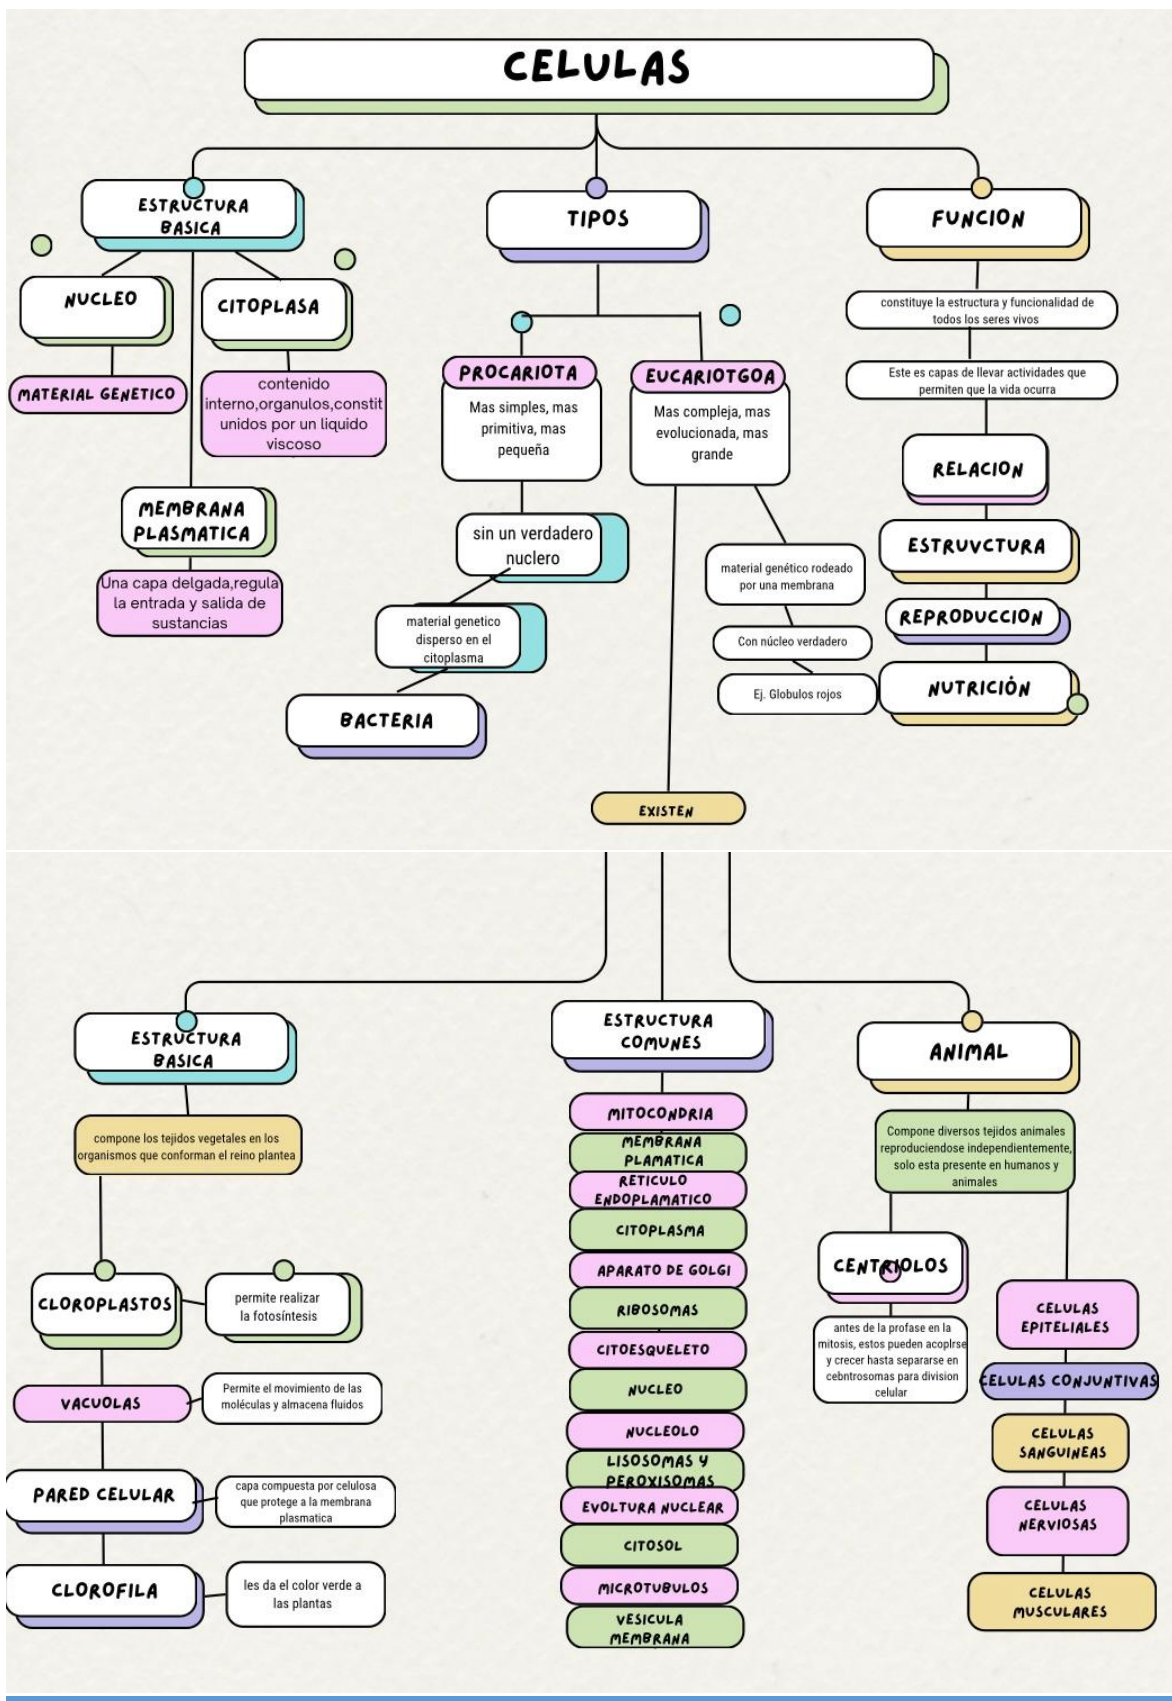 CELULAS
ESTRUCTURA
BASICA
NUCLEO
MATERIAL GENETICO
CITOPLASA
contenido
interno,organulos,constit
unidos por un liquido
viscoso
MEMBRANA
PLASMATICA
Una capa delgada,regula
la entrada y salida de
sustancias
TIPOS
PROCARIOTA
Mas simples, mas
primitiva, mas
pequeña
sin un verdadero
nuclero
material genetico
disperso en el
citoplasma
BACTERIA
EUCARIOTGOA
Mas compleja, mas
evolucionada, mas
grande
material genético rodeado
por una membrana
Con núcleo verdadero
Ej. Globulos rojos
EXISTEN
FUNCION
constituye la estructura y funcionalidad de
todos los seres vivos
Este es capas de llevar actividades que
permiten que la vida ocurra
RELACION
ESTRUVCTURA
REPRODUCCION
NUTRICIÓN
ESTRUCTURA
BASICA
compone los tejidos vegetales en los
organismos que conforman el reino plantea
CLOROPLASTOS
permite realizar
la fotosíntesis
VACUOLAS
Permite el movimiento de las
moléculas y almacena fluidos
PARED CELULAR
capa compuesta por celulosa
que protege a la membrana
plasmatica
CLOROFILA
les da el color verde a
las plantas
ESTRUCTURA
COMUNES
MITOCONDRIA
MEMBRANA
PLAMATICA
RETICULO
ENDOPLAMATICO
CITOPLASMA
APARATO DE GOLGI
RIBOSOMAS
CITOESQUELETO
NUCLEO
NUCLEOLO
LISOSOMAS Y
PEROXISOMAS
EVOLTURA NUCLEAR
CITOSOL
MICROTUBULOS
VESICULA
MEMBRANA
ANIMAL
Compone diversos tejidos animales
reproduciendose independientemente,
solo esta presente en humanos y
animales
CENTRIOLOS
antes de la profase en la
mitosis, estos pueden acoplrse
y crecer hasta separarse en
cebntrosomas para division
celular
CELULAS
EPITELIALES
CELULAS CONJUNTIVAS
CELULAS
SANGUINEAS
CELULAS
NERVIOSAS
CELULAS
MUSCULARES